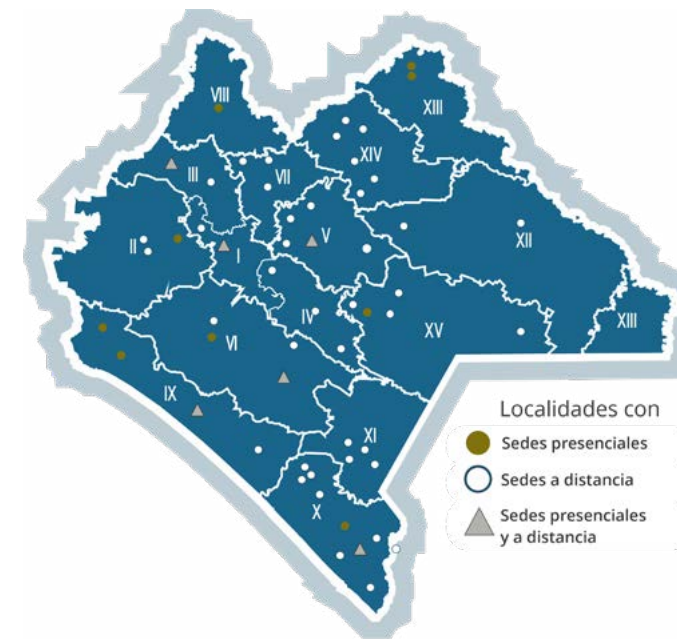 VIII
XIII
XIV
III
VII
II
I
V
XII
IV
XV
XIII
VI
IX
XI
X
Localidades con
Sedes presenciales
Sedes a distancia
Sedes presenciales
y a distancia